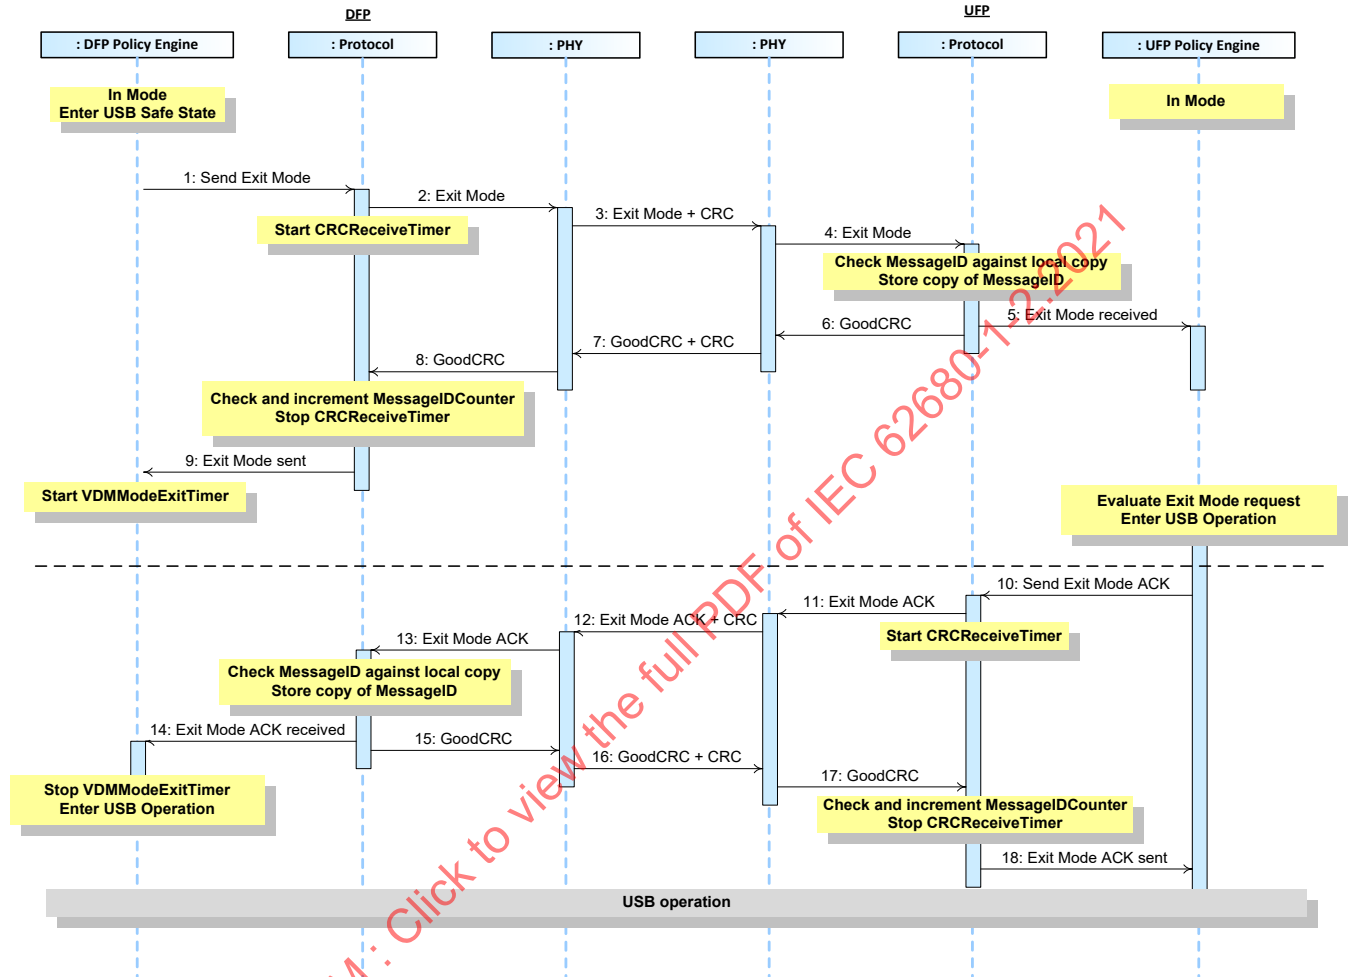 DFP
UFP
: DFP Policy Engine
: Protocol
: PHY
: PHY
: Protocol
: UFP Policy Engine
In Mode
Enter USB Safe State
In Mode
1: Send Exit Mode
2: Exit Mode
3: Exit Mode + CRC
Start CRCReceiveTimer
4: Exit Mode
Check MessageID against local copy
Store copy of MessageID
5: Exit Mode received
6: GoodCRC
7: GoodCRC + CRC
8: GoodCRC
Check and increment MessageIDCounter
Stop CRCReceiveTimer
9: Exit Mode sent
Start VDMModeExitTimer
Evaluate Exit Mode request
Enter USB Operation
10: Send Exit Mode ACK
11: Exit Mode ACK
12: Exit Mode ACK + CRC
Start CRCReceiveTimer
13: Exit Mode ACK
Check MessageID against local copy
Store copy of MessageID
14: Exit Mode ACK received
15: GoodCRC
16: GoodCRC + CRC
17: GoodCRC
Stop VDMModeExitTimer
Enter USB Operation
Check and increment MessageIDCounter
Stop CRCReceiveTimer
18: Exit Mode ACK sent
USB operation
M : Click to view the full PDF of IEC 62680-1-2:2021